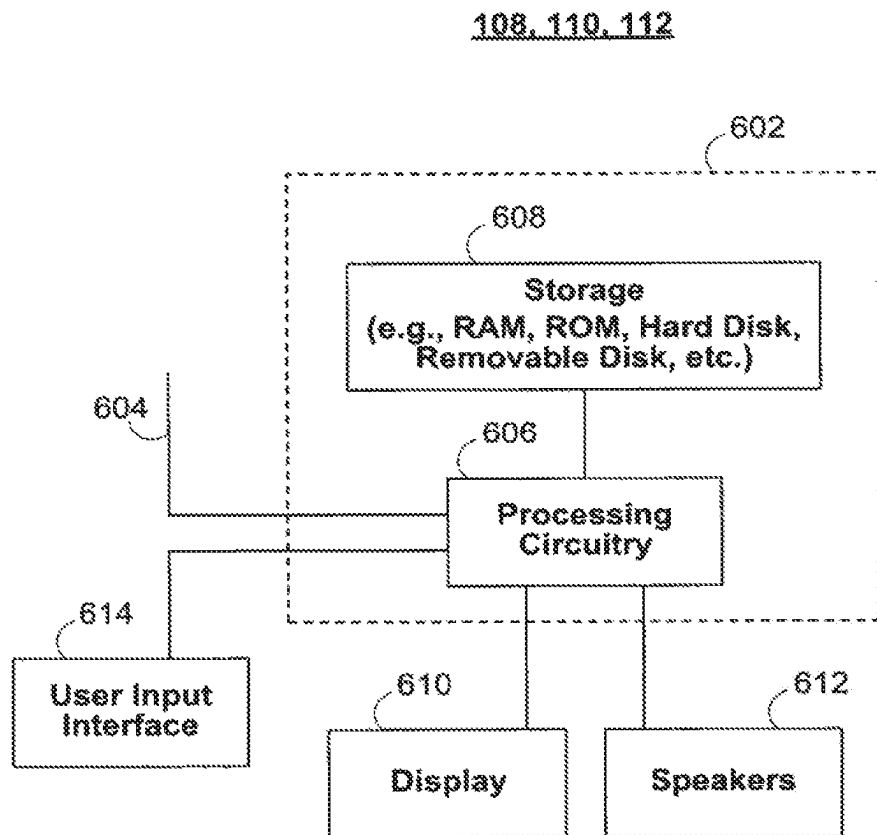 108, 110, 112
602
608
Storage
(e.g., RAM, ROM, Hard Disk,
Removable Disk, etc.)
604
606
Processing
Circuitry
614
User Input
Interface
610
Display
612
Speakers